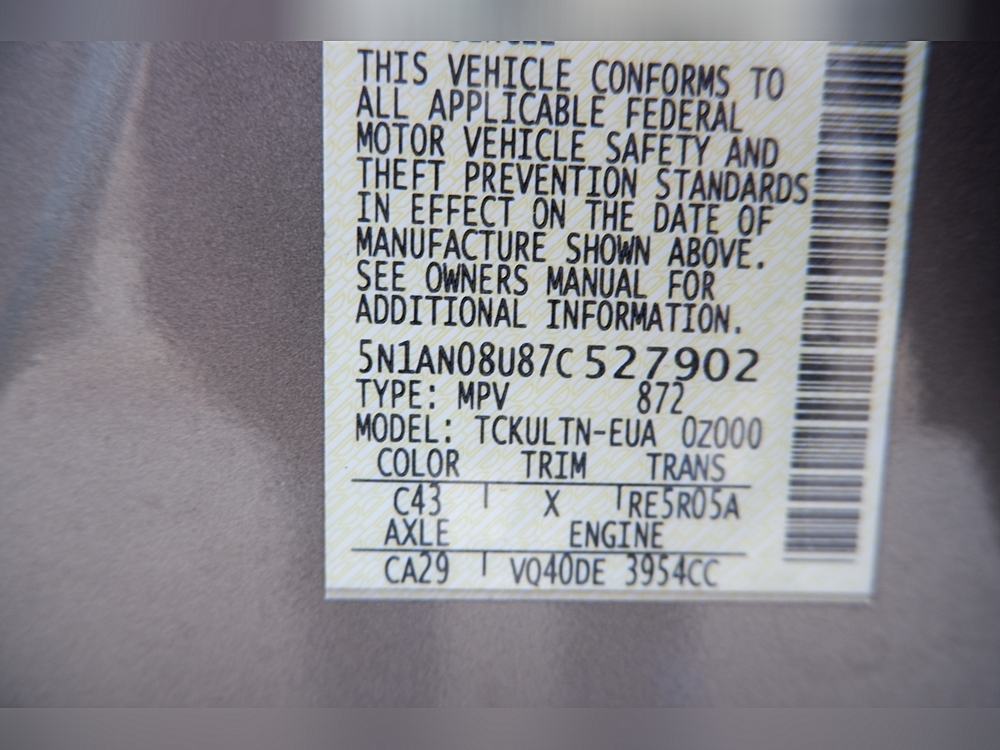 THIS VEHICLE CONFORMS TO
ALL APPLICABLE FEDERAL
MOTOR VEHICLE SAFETY AND
THEFT PREVENTION STANDARDS
IN EFFECT ON THE DATE OF
MANUFACTURE SHOWN ABOVE.
SEE OWNERS MANUAL FOR
ADDITIONAL INFORMATION.
5N1AN08U87C527902
TYPE: MPV 872
MODEL: TCKULTN-EUA 0Z000
COLOR TRIM TRANS
C43 X RE5R05A
AXLE ENGINE
CA29 VQ40DE 3954CC